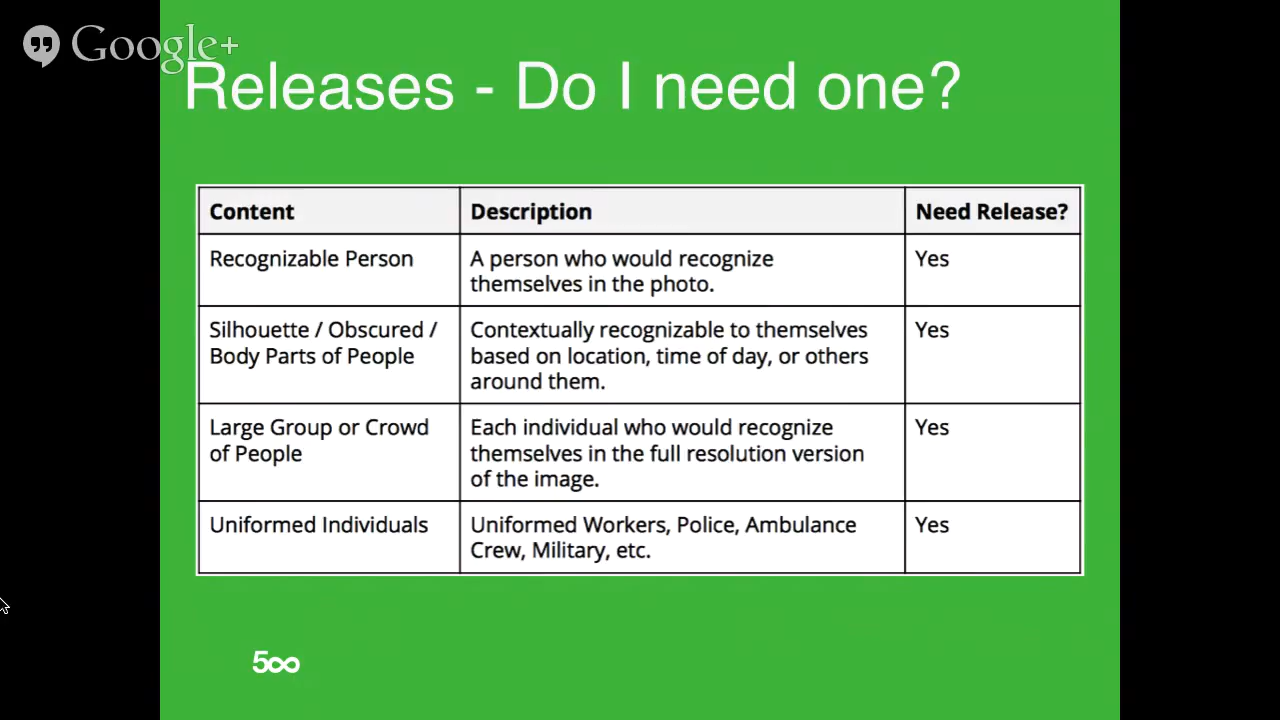 Google+
Releases - Do I need one?
Content Description Need Release?
Recognizable Person A person who would recognize Yes
themselves in the photo.
Silhouette / Obscured / Contextually recognizable to themselves Yes
Body Parts of People based on location, time of day, or others
around them.
Large Group or Crowd Each individual who would recognize Yes
of People themselves in the full resolution version
of the image.
Uniformed Individuals Uniformed Workers, Police, Ambulance Yes
Crew, Military, etc.
500